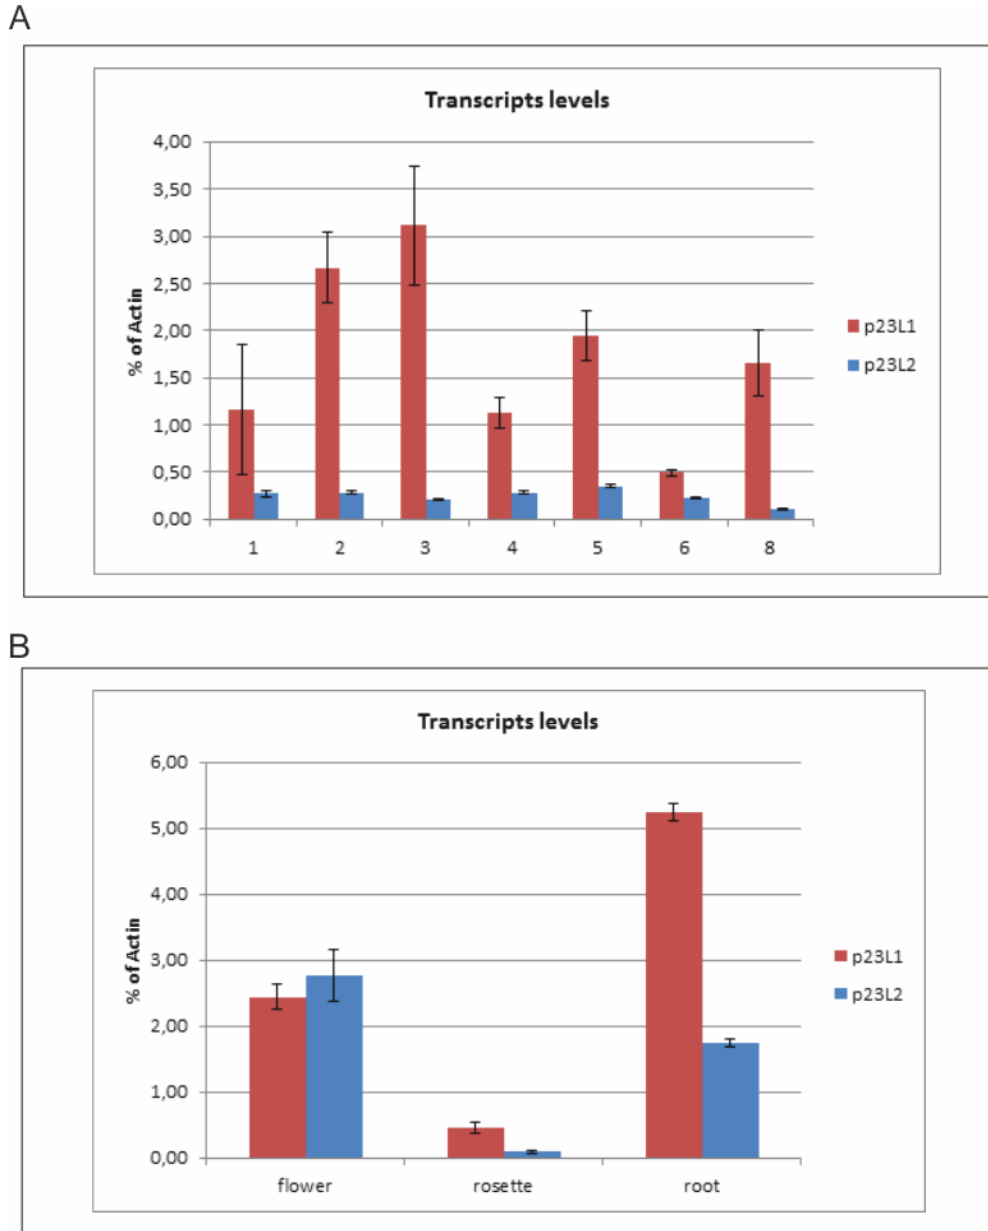 A
Transcripts levels
% of Actin
4,00
3,50
3,00
2,50
2,00
1,50
1,00
0,50
0,00
1 2 3 4 5 6 8
p23L1
p23L2
B
Transcripts levels
% of Actin
6,00
5,00
4,00
3,00
2,00
1,00
0,00
flower rosette root
p23L1
p23L2